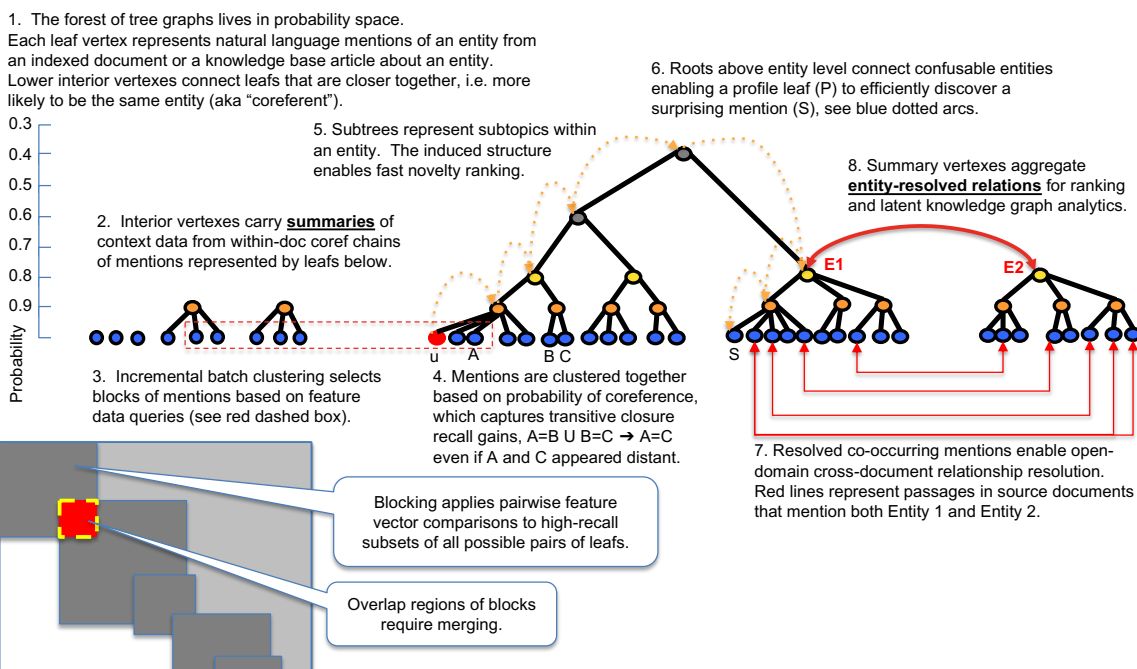 1.  The forest of tree graphs lives in probability space.
Each leaf vertex represents natural language mentions of an entity from
an indexed document or a knowledge base article about an entity.
Lower interior vertexes connect leafs that are closer together, i.e. more
likely to be the same entity (aka “coreferent”).
6. Roots above entity level connect confusable entities
enabling a profile leaf (P) to efficiently discover a
surprising mention (S), see blue dotted arcs.
5. Subtrees represent subtopics within
an entity.  The induced structure
enables fast novelty ranking.
8. Summary vertexes aggregate
entity-resolved relations for ranking
and latent knowledge graph analytics.
2.  Interior vertexes carry summaries of
context data from within-doc coref chains
of mentions represented by leafs below.
0.3
0.4
0.5
0.6
0.7
0.8
0.9
Probability
E1
E2
u
A
B C
S
3.  Incremental batch clustering selects
blocks of mentions based on feature
data queries (see red dashed box).
4. Mentions are clustered together
based on probability of coreference,
which captures transitive closure
recall gains, A=B U B=C ➔ A=C
even if A and C appeared distant.
7. Resolved co-occurring mentions enable open-
domain cross-document relationship resolution.
Red lines represent passages in source documents
that mention both Entity 1 and Entity 2.
Blocking applies pairwise feature
vector comparisons to high-recall
subsets of all possible pairs of leafs.
Overlap regions of blocks
require merging.